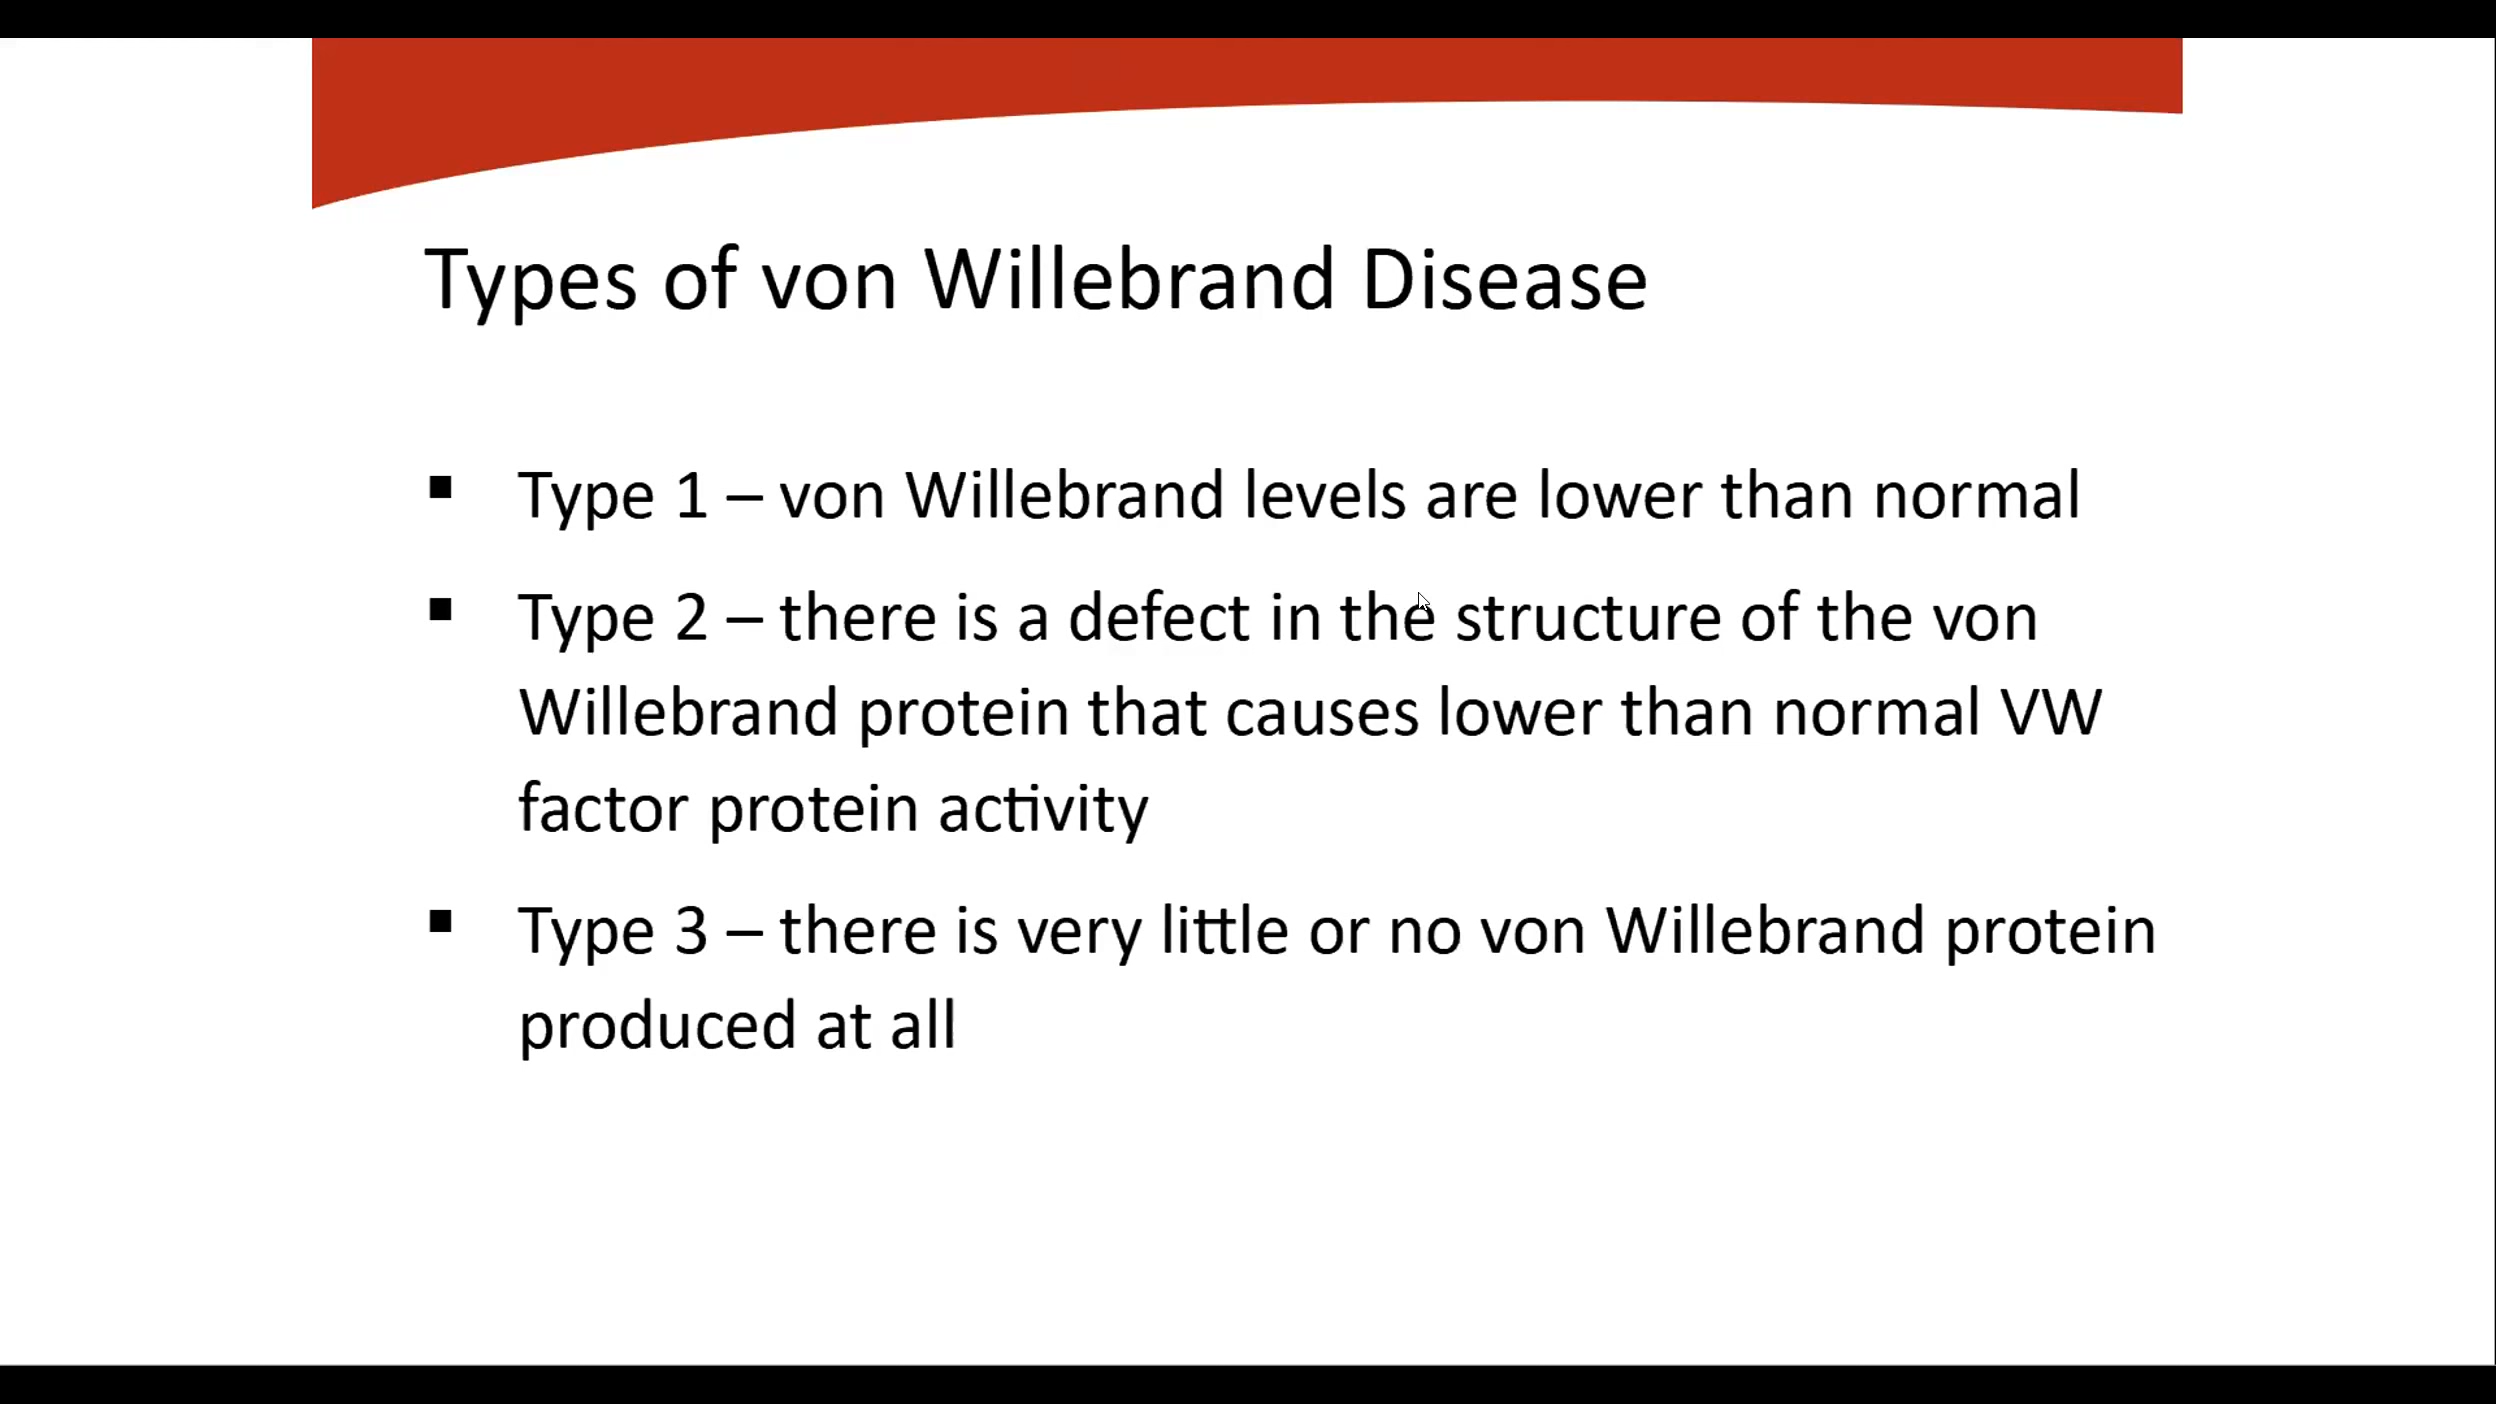 Types of von Willebrand Disease
▪ Type 1 – von Willebrand levels are lower than normal
▪ Type 2 – there is a defect in the structure of the von
Willebrand protein that causes lower than normal VW
factor protein activity
▪ Type 3 – there is very little or no von Willebrand protein
produced at all